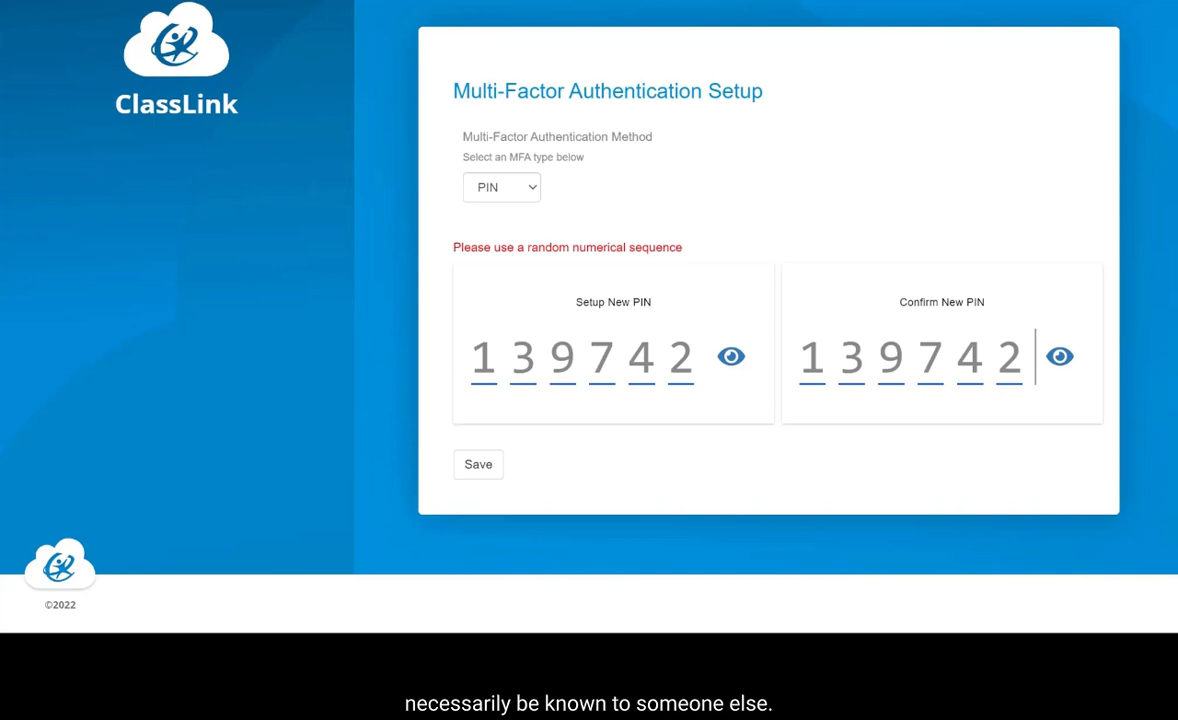 ClassLink
Multi-Factor Authentication Setup
Multi-Factor Authentication Method
Select an MFA type below
PIN
Please use a random numerical sequence
Setup New PIN
1 3 9 7 4 2
Confirm New PIN
1 3 9 7 4 2
Save
©2022
necessarily be known to someone else.